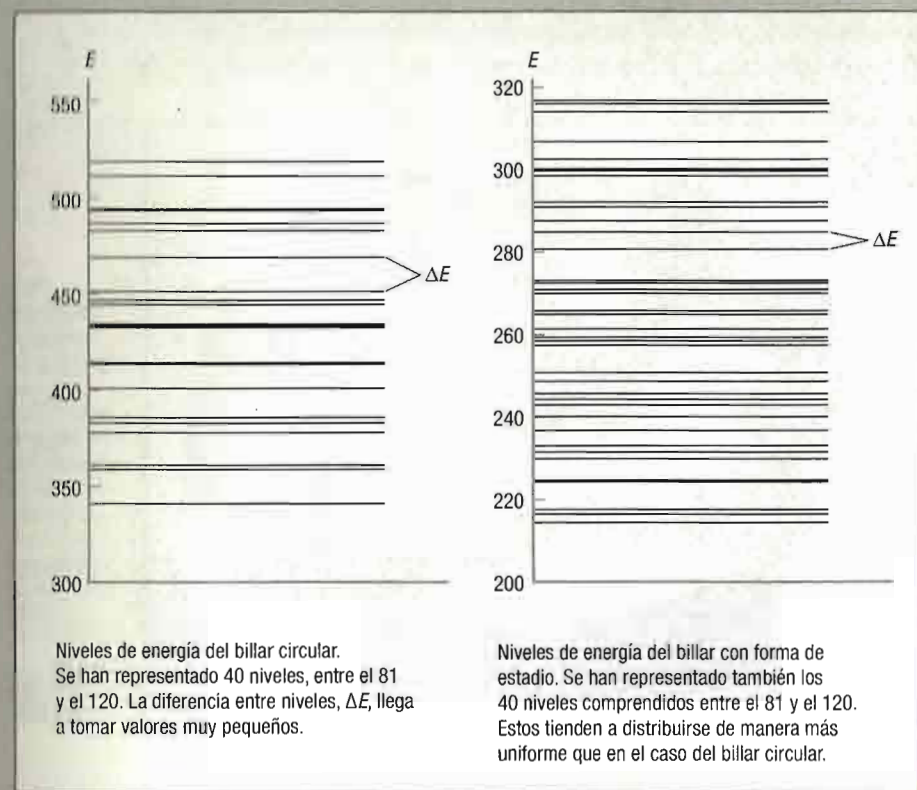 E
550
500
450
400
350
300
ΔE
Niveles de energía del billar circular.
Se han representado 40 niveles, entre el 81
y el 120. La diferencia entre niveles, ΔE, llega
a tomar valores muy pequeños.
E
320
300
280
260
240
220
200
ΔE
Niveles de energía del billar con forma de
estadio. Se han representado también los
40 niveles comprendidos entre el 81 y el 120.
Estos tienden a distribuirse de manera más
uniforme que en el caso del billar circular.